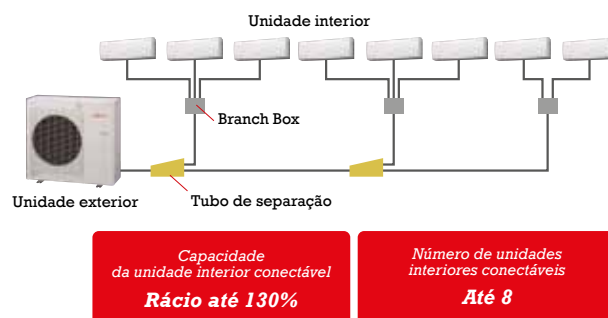 Unidade interior
Branch Box
Unidade exterior
Tubo de separação
Capacidade
da unidade interior conectável
Rácio até 130%
Número de unidades
interiores conectáveis
Até 8